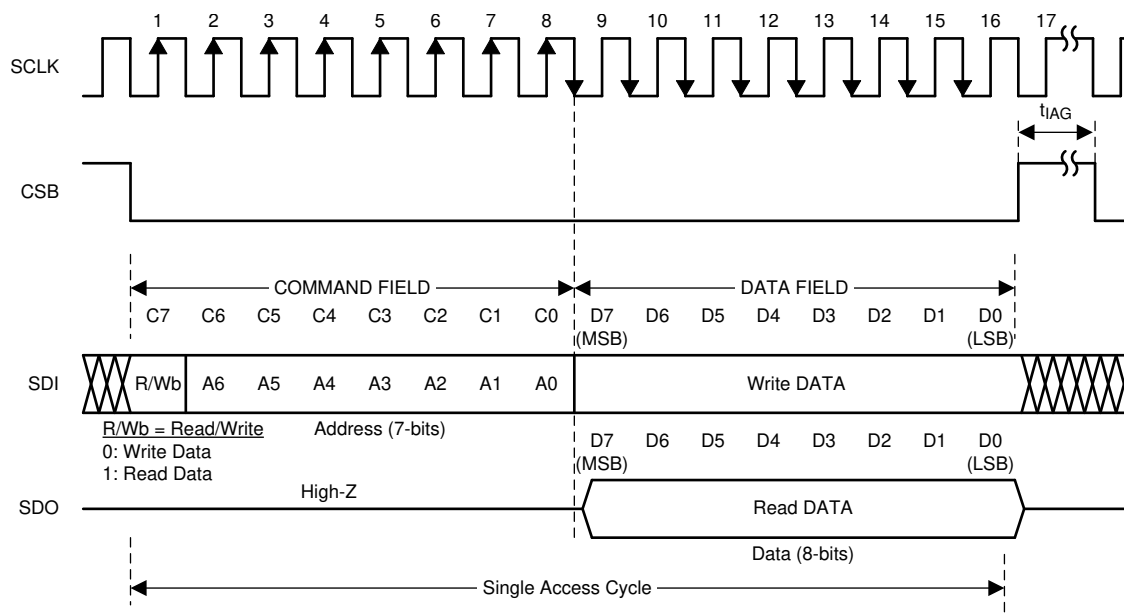 1 2 3 4 5 6 7 8 9 10 11 12 13 14 15 16 17
SCLK
tIAG
CSB
COMMAND FIELD DATA FIELD
C7 C6 C5 C4 C3 C2 C1 C0 D7 D6 D5 D4 D3 D2 D1 D0
(MSB) (LSB)
SDI R/Wb A6 A5 A4 A3 A2 A1 A0 Write DATA
R/Wb = Read/Write Address (7-bits) D7 D6 D5 D4 D3 D2 D1 D0
0: Write Data (MSB) (LSB)
1: Read Data
High-Z
SDO Read DATA
Data (8-bits)
Single Access Cycle